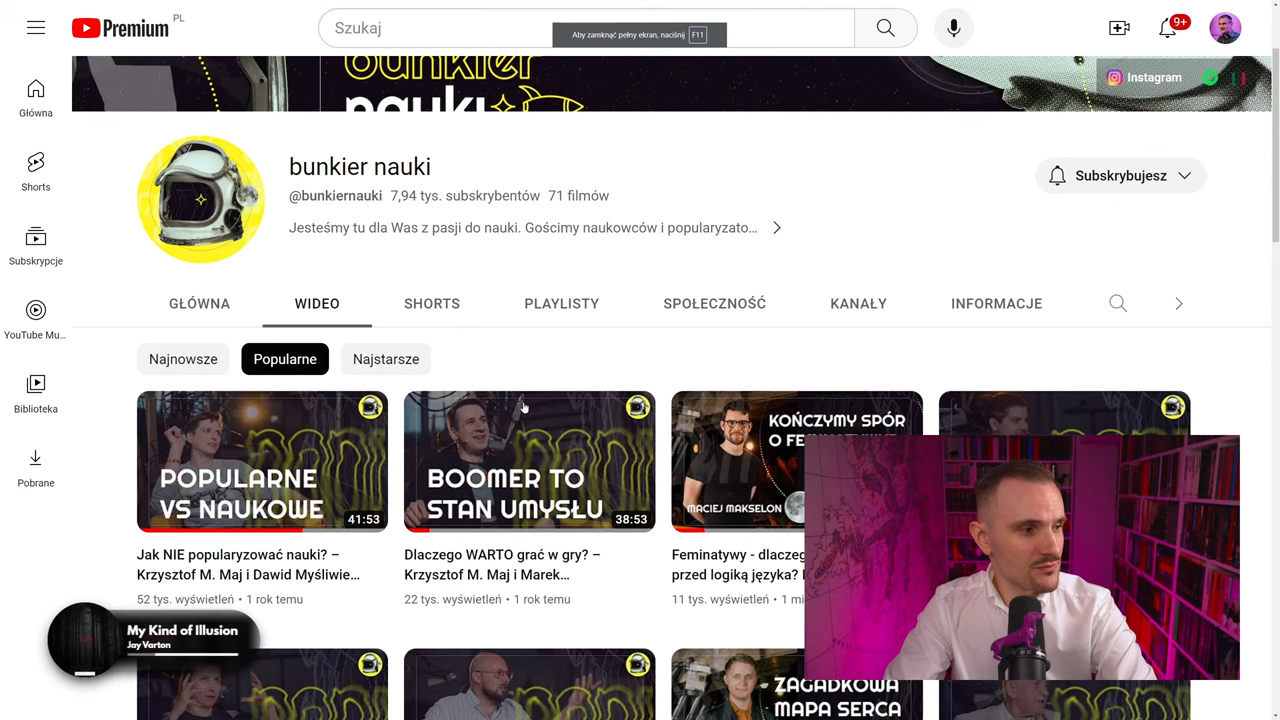 Premium PL
Szukaj
Aby zamknąć pełny ekran, naciśnij F11
9+
bunkier
nauki
Instagram
Główna
Shorts
Subskrypcje
YouTube Mu...
Biblioteka
Pobrane
bunkier nauki
@bunkiernauki 7,94 tys. subskrybentów 71 filmów
Jesteśmy tu dla Was z pasji do nauki. Gościmy naukowców i popularyzato...
Subskrybujesz
GŁÓWNA WIDEO SHORTS PLAYLISTY SPOŁECZNOŚĆ KANAŁY INFORMACJE
Najnowsze Popularne Najstarsze
POPULARNE
VS NAUKOWE
41:53
Jak NIE popularyzować nauki? –
Krzysztof M. Maj i Dawid Myśliwie...
52 tys. wyświetleń • 1 rok temu
BOOMER TO
STAN UMYSŁU
38:53
Dlaczego WARTO grać w gry? –
Krzysztof M. Maj i Marek...
22 tys. wyświetleń • 1 rok temu
KOŃCZYMY SPÓR
MACIEJ MAKSELON
Feminatywy - dlaczeg
przed logiką języka?
11 tys. wyświetleń • 1 mi
My Kind of Illusion
Jay Varton
ZAGADKOWA
MAPA SERCA